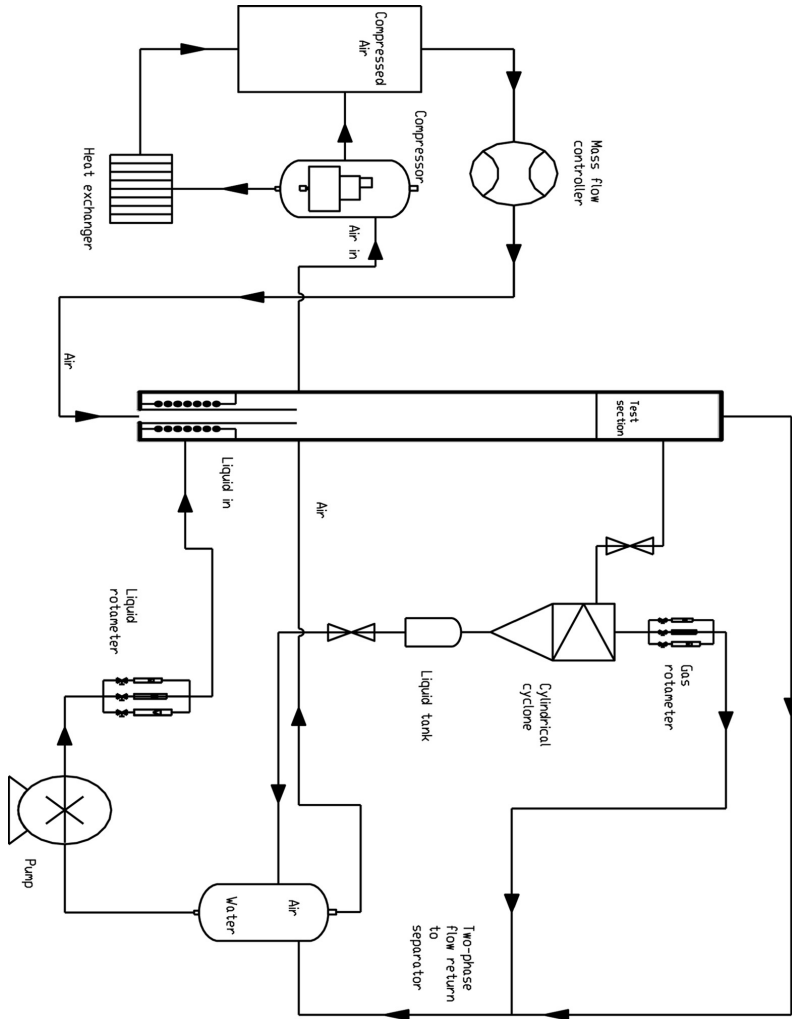 Compressed
Air
Compressor
Mass flow
controller
Heat exchanger
Air in
Air
Test
section
Liquid in
Air
Liquid
rotameter
Liquid tank
Cylindrical
cyclone
Gas
rotameter
Pump
Air
Water
Two-phase
flow return
to
separator